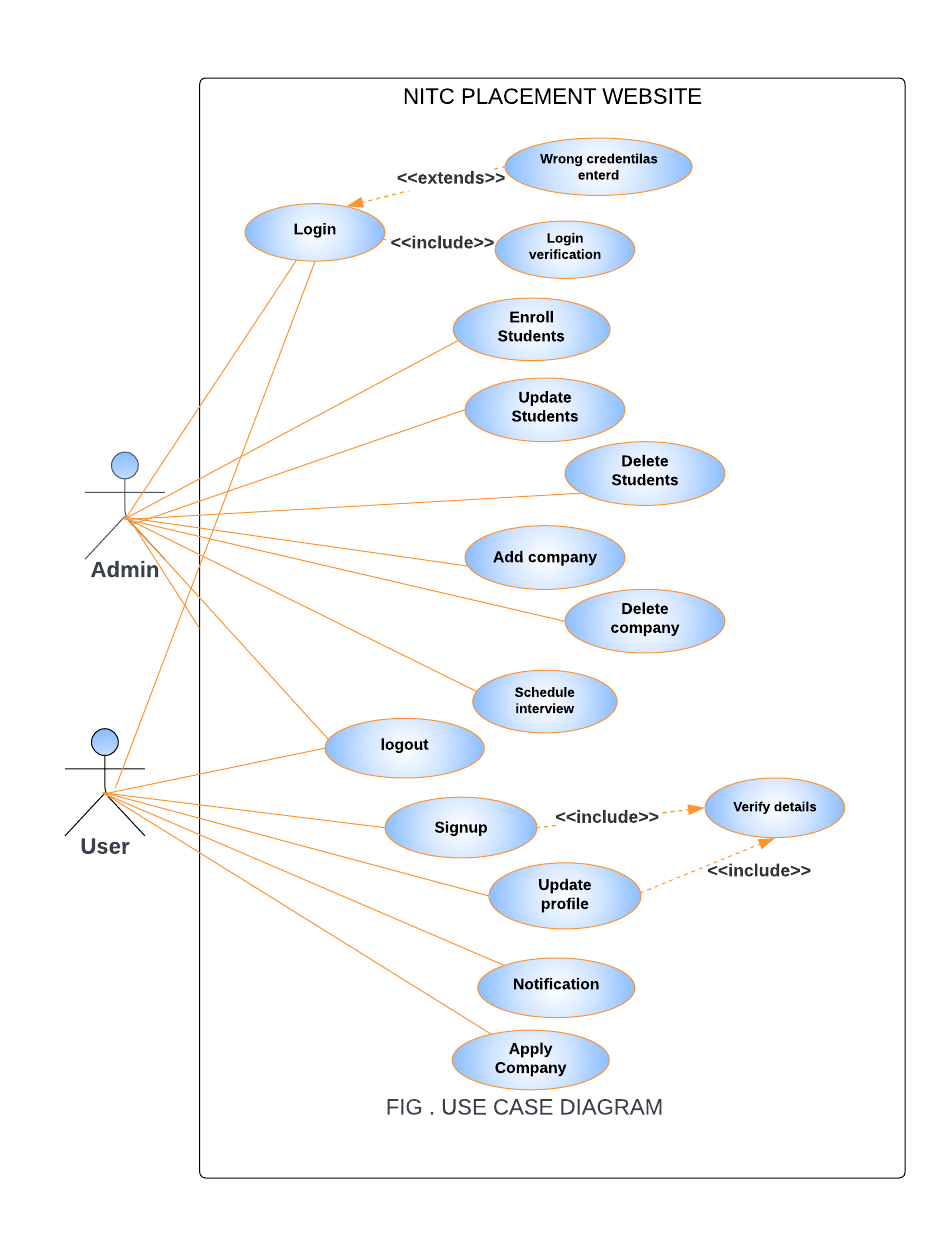 NITC PLACEMENT WEBSITE
Wrong credentilas
enterd
<<extends>>
Login
<<include>>
Login
verification
Enroll
Students
Update
Students
Delete
Students
Admin
Add company
Delete
company
Schedule
interview
logout
User
Signup
<<include>>
Verify details
Update
profile
<<include>>
Notification
Apply
Company
FIG . USE CASE DIAGRAM